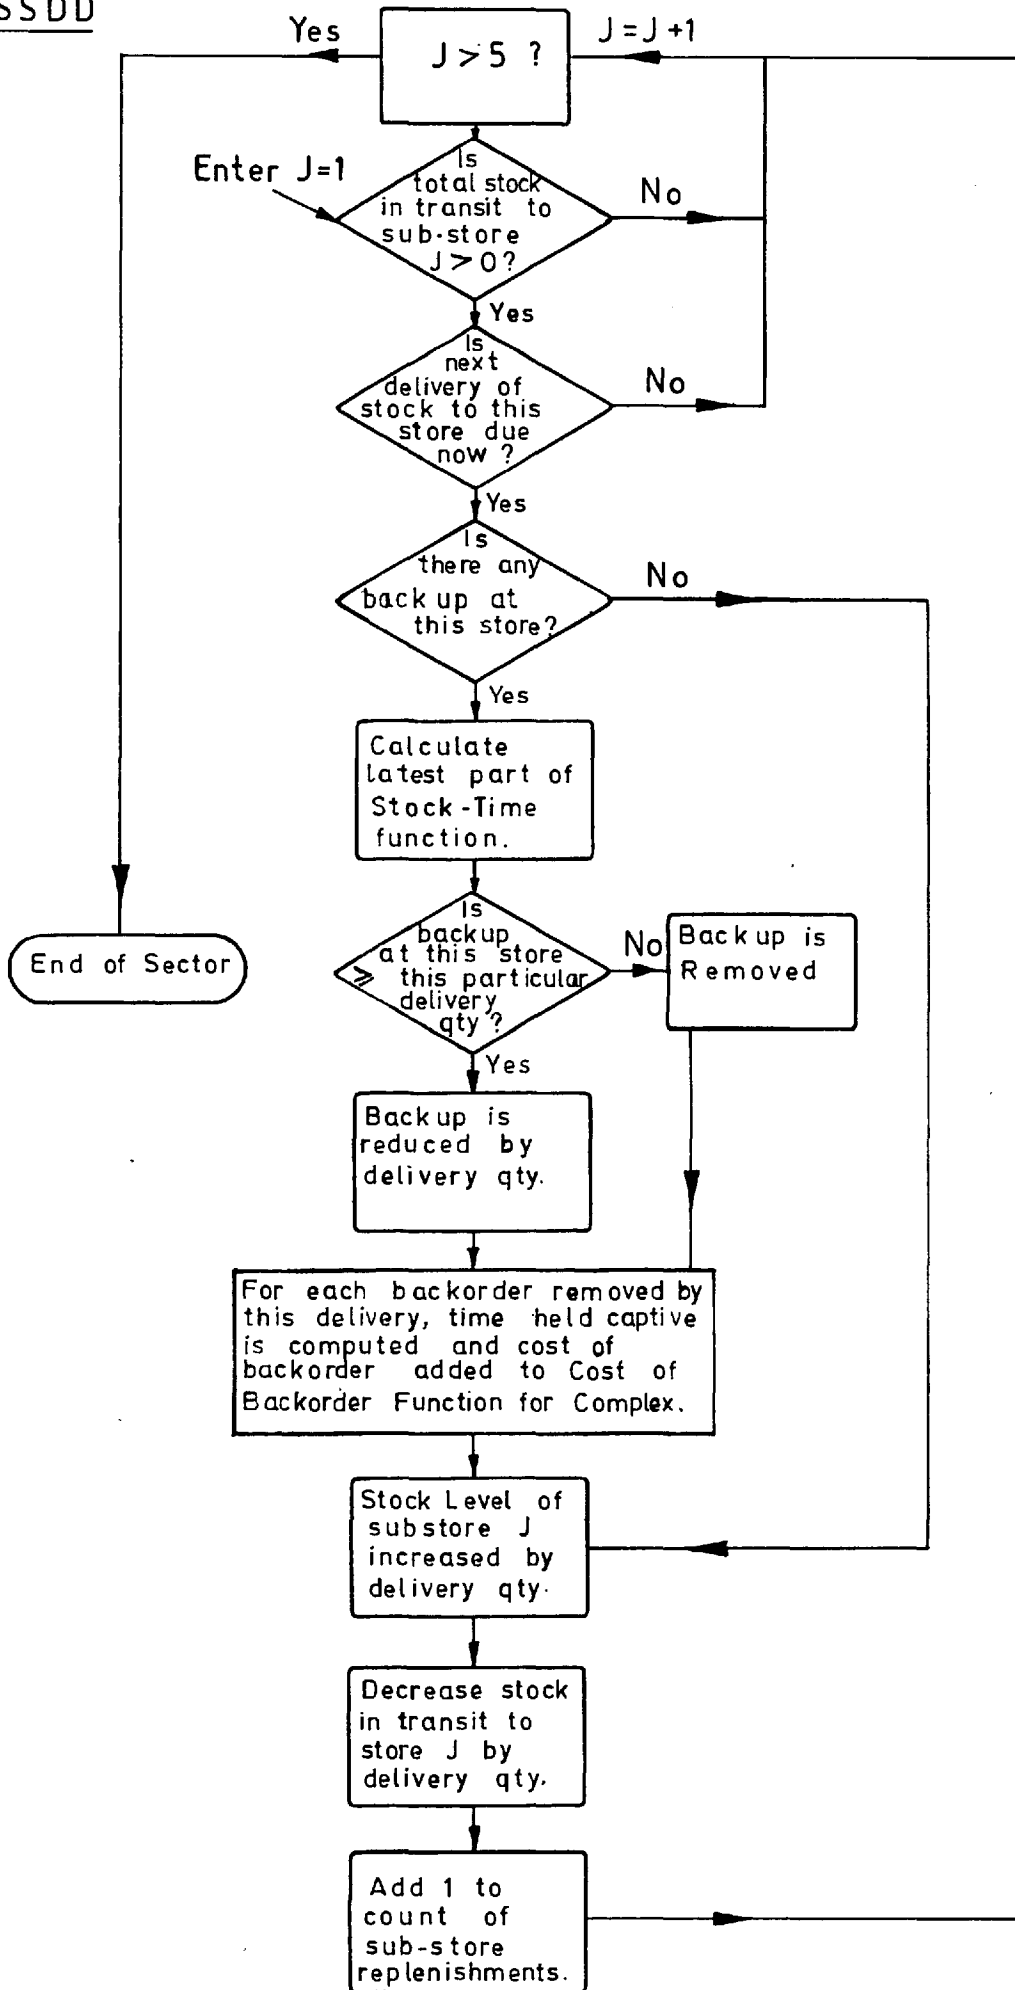 SSDD
Yes
J > 5 ?
J = J + 1
Enter J=1
Is
total stock
in transit to
sub-store
J > 0?
No
Yes
Is
next
delivery of
stock to this
store due
now ?
No
Yes
Is
there any
back up at
this store?
No
Yes
Calculate
latest part of
Stock-Time
function.
Is
backup
at this store
⩾ this particular
delivery
qty ?
No
Back up is
Removed
End of Sector
Yes
Back up is
reduced by
delivery qty.
For each backorder removed by
this delivery, time held captive
is computed and cost of
backorder added to Cost of
Backorder Function for Complex.
Stock Level of
substore J
increased by
delivery qty.
Decrease stock
in transit to
store J by
delivery qty.
Add 1 to
count of
sub-store
replenishments.